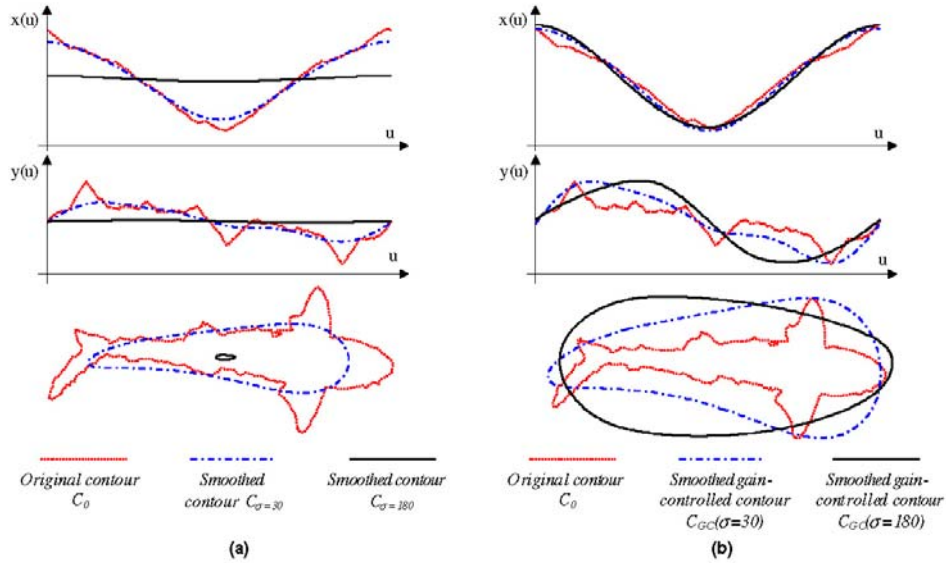 x(u)
u
y(u)
u
Original contour
C0
Smoothed
contour Cσ=30
Smoothed contour
Cσ=180
(a)
x(u)
u
y(u)
u
Original contour
C0
Smoothed gain-
controlled contour
CGC(σ=30)
Smoothed gain-
controlled contour
CGC(σ=180)
(b)